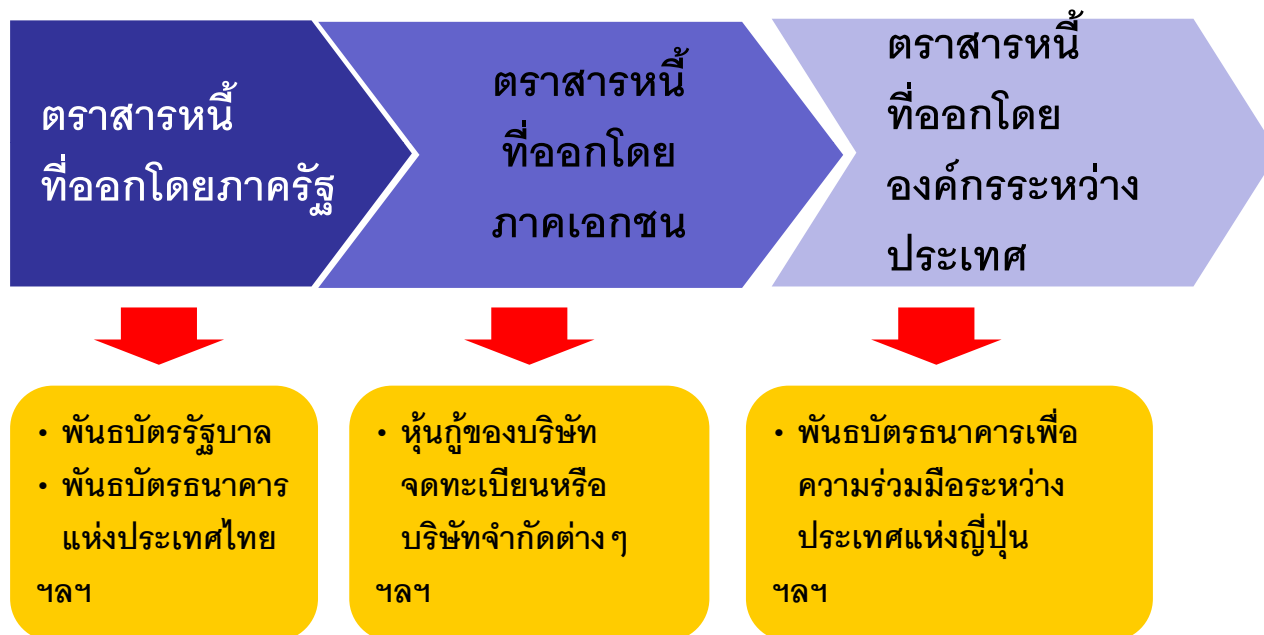 ตราสารหนี้
ที่ออกโดยภาครัฐ
ตราสารหนี้
ที่ออกโดย
ภาคเอกชน
ตราสารหนี้
ที่ออกโดย
องค์กรระหว่าง
ประเทศ
• พันธบัตรรัฐบาล
• พันธบัตรธนาคาร
แห่งประเทศไทย
ฯลฯ
• หุ้นกู้ของบริษัท
จดทะเบียนหรือ
บริษัทจำกัดต่าง ๆ
ฯลฯ
• พันธบัตรธนาคารเพื่อ
ความร่วมมือระหว่าง
ประเทศแห่งญี่ปุ่น
ฯลฯ